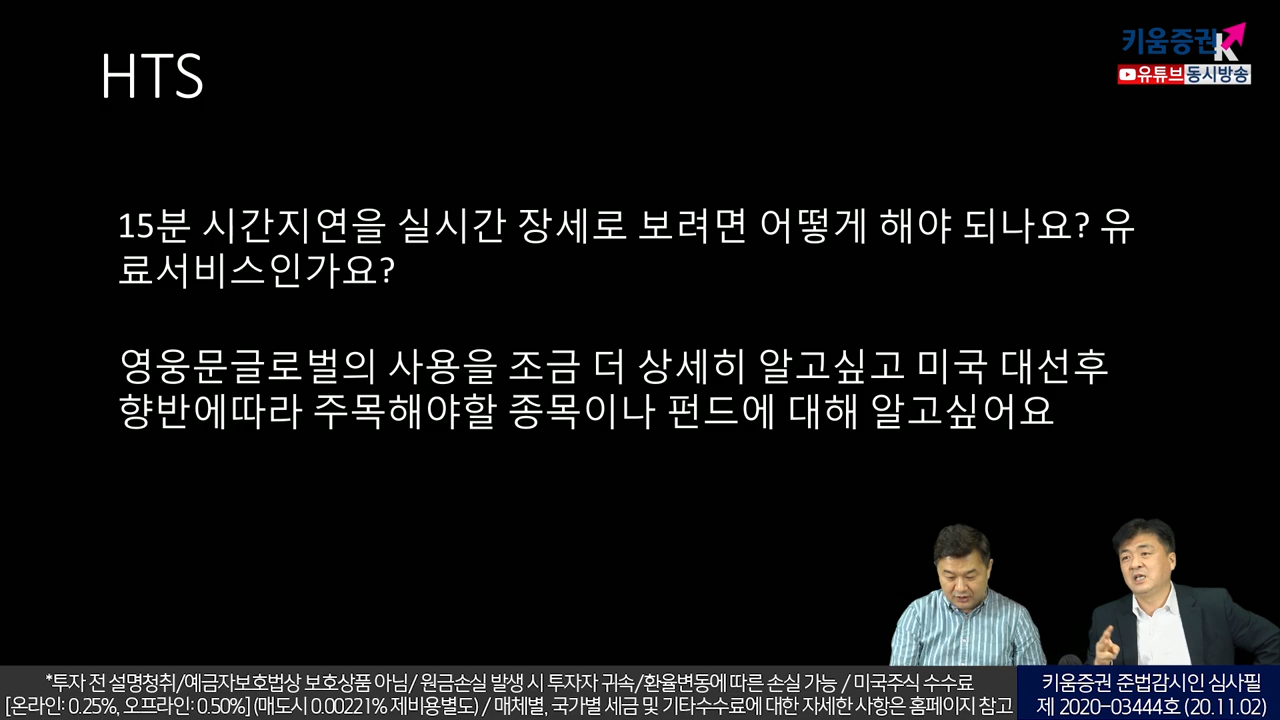 HTS
키움증권
유튜브 동시방송
15분 시간지연을 실시간 장세로 보려면 어떻게 해야 되나요? 유
료서비스인가요?
영웅문글로벌의 사용을 조금 더 상세히 알고싶고 미국 대선후
향반에따라 주목해야할 종목이나 펀드에 대해 알고싶어요
*투자 전 설명청취/예금자보호법상 보호상품 아님/ 원금손실 발생 시 투자자 귀속/환율변동에 따른 손실 가능 / 미국주식 수수료
[온라인: 0.25%, 오프라인: 0.50%] (매도시 0.00221% 제비용별도) / 매체별, 국가별 세금 및 기타수수료에 대한 자세한 사항은 홈페이지 참고
키움증권 준법감시인 심사필
제 2020-03444호 (20.11.02)